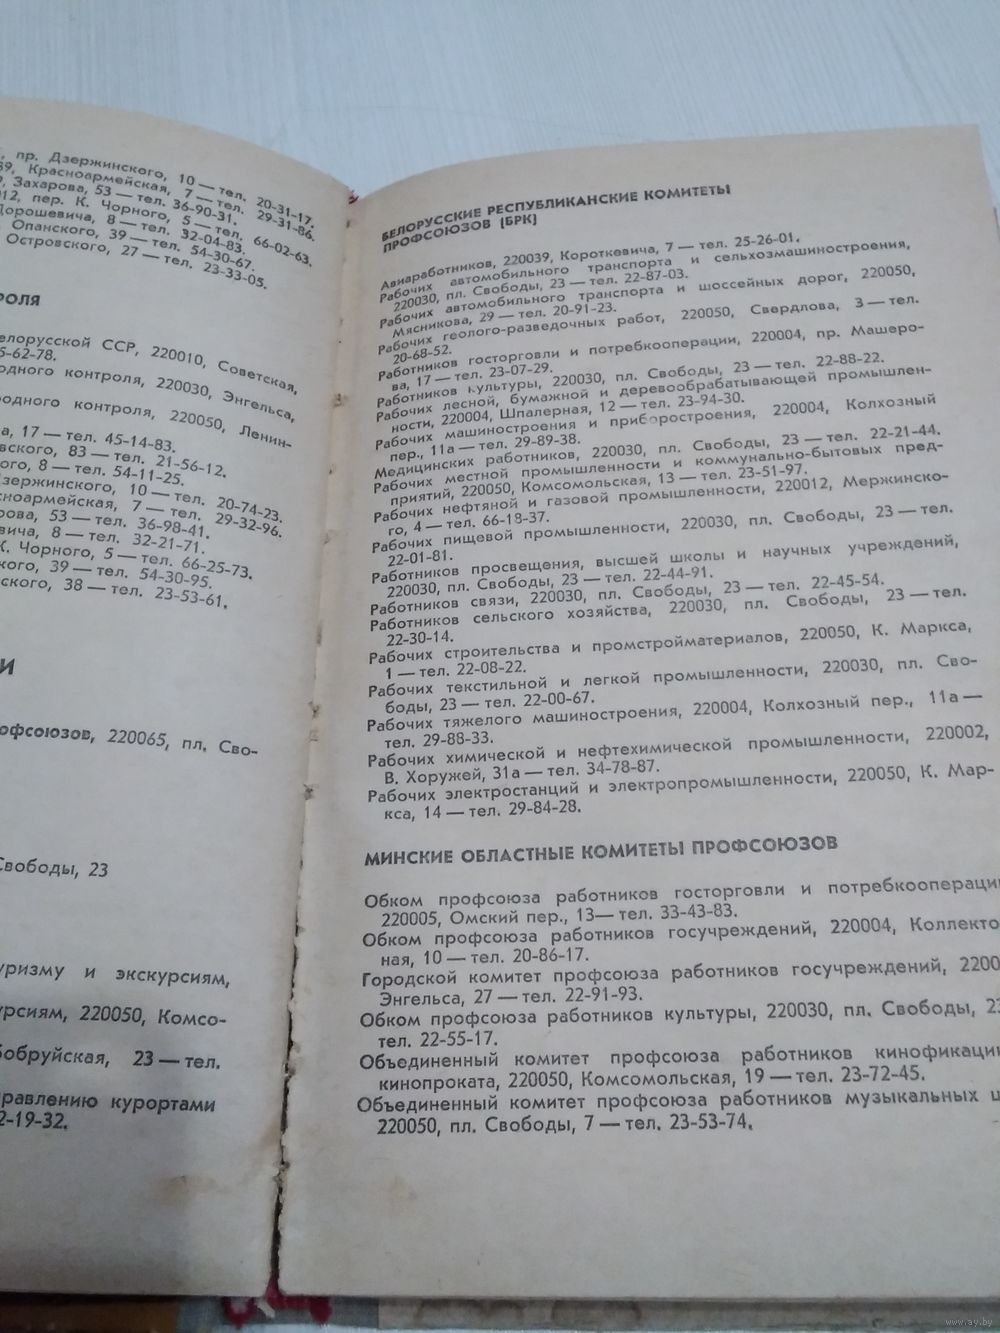 пр. Дзержинского, 10 — тел. 20-31-17.
39, Красноармейская, 7 — тел. 29-31-86.
Захарова, 53 — тел. 36-90-31.
012, пер. К. Чорного, 5 — тел. 66-02-63.
Дорошевича, 8 — тел. 32-04-83.
Опанского, 39 — тел. 54-30-67.
Островского, 27 — тел. 23-33-05.
РОЛЯ
елорусской ССР, 220010, Советская,
5-62-78.
одного контроля, 220030, Энгельса,
родного контроля, 220050, Ленин-
а, 17 — тел. 45-14-83.
вского, 83 — тел. 21-56-12.
ого, 8 — тел. 54-11-25.
Дзержинского, 10 — тел. 20-74-23.
сноармейская, 7 — тел. 29-32-96.
рова, 53 — тел. 36-98-41.
вича, 8 — тел. 32-21-71.
К. Чорного, 5 — тел. 66-25-73.
ского, 39 — тел. 54-30-95.
ского, 38 — тел. 23-53-61.
И
офсоюзов, 220065, пл. Сво-
Свободы, 23
уризму и экскурсиям,
урсиям, 220050, Комсо-
обруйская, 23 — тел.
правлению курортами
2-19-32.
БЕЛОРУССКИЕ РЕСПУБЛИКАНСКИЕ КОМИТЕТЫ
ПРОФСОЮЗОВ (БРК)
Авиаработников, 220039, Короткевича, 7 — тел. 25-26-01.
Рабочих автомобильного транспорта и сельхозмашиностроения,
220030, пл. Свободы, 23 — тел. 22-87-03.
Рабочих автомобильного транспорта и шоссейных дорог, 220050,
Мясникова, 29 — тел. 20-91-23.
Рабочих геолого-разведочных работ, 220050, Свердлова, 3 — тел.
20-68-52.
Работников госторговли и потребкооперации, 220004, пр. Машеро-
ва, 17 — тел. 23-07-29.
Работников культуры, 220030, пл. Свободы, 23 — тел. 22-88-22.
Рабочих лесной, бумажной и деревообрабатывающей промышлен-
ности, 220004, Шпалерная, 12 — тел. 23-94-30.
Рабочих машиностроения и приборостроения, 220004, Колхозный
пер., 11а — тел. 29-89-38.
Медицинских работников, 220030, пл. Свободы, 23 — тел. 22-21-44.
Рабочих местной промышленности и коммунально-бытовых пред-
приятий, 220050, Комсомольская, 13 — тел. 23-51-97.
Рабочих нефтяной и газовой промышленности, 220012, Мержинско-
го, 4 — тел. 66-18-37.
Рабочих пищевой промышленности, 220030, пл. Свободы, 23 — тел.
22-01-81.
Работников просвещения, высшей школы и научных учреждений,
220030, пл. Свободы, 23 — тел. 22-44-91.
Работников связи, 220030, пл. Свободы, 23 — тел. 22-45-54.
Работников сельского хозяйства, 220030, пл. Свободы, 23 — тел.
22-30-14.
Рабочих строительства и промстройматериалов, 220050, К. Маркса,
1 — тел. 22-08-22.
Рабочих текстильной и легкой промышленности, 220030, пл. Сво-
боды, 23 — тел. 22-00-67.
Рабочих тяжелого машиностроения, 220004, Колхозный пер., 11а —
тел. 29-88-33.
Рабочих химической и нефтехимической промышленности, 220002,
В. Хоружей, 31а — тел. 34-78-87.
Рабочих электростанций и электропромышленности, 220050, К. Мар-
кса, 14 — тел. 29-84-28.
МИНСКИЕ ОБЛАСТНЫЕ КОМИТЕТЫ ПРОФСОЮЗОВ
Обком профсоюза работников госторговли и потребкооперации
220005, Омский пер., 13— тел. 33-43-83.
Обком профсоюза работников госучреждений, 220004, Коллекто
ная, 10 — тел. 20-86-17.
Городской комитет профсоюза работников госучреждений, 2200
Энгельса, 27 — тел. 22-91-93.
Обком профсоюза работников культуры, 220030, пл. Свободы, 23
тел. 22-55-17.
Объединенный комитет профсоюза работников кинофикации
кинопроката, 220050, Комсомольская, 19 — тел. 23-72-45.
Объединенный комитет профсоюза работников музыкальных ш
220050, пл. Свободы, 7 — тел. 23-53-74.
www.ay.by